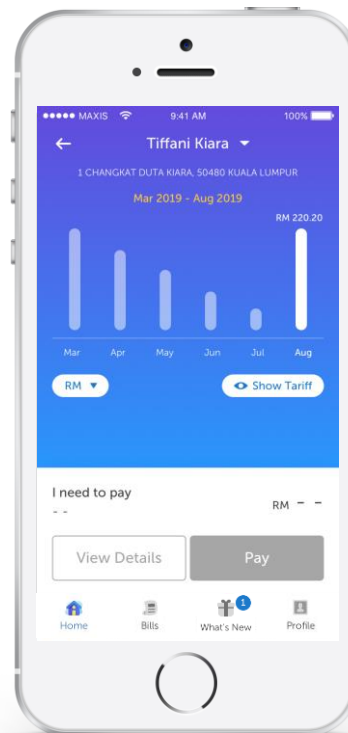 MAXIS 9:41 AM 100%
Tiffani Kiara
1 CHANGKAT DUTA KIARA, 50480 KUALA LUMPUR
Mar 2019 - Aug 2019
RM 220.20
Mar Apr May Jun Jul Aug
RM Show Tariff
I need to pay
- - RM - -
View Details Pay
1
Home Bills What's New Profile